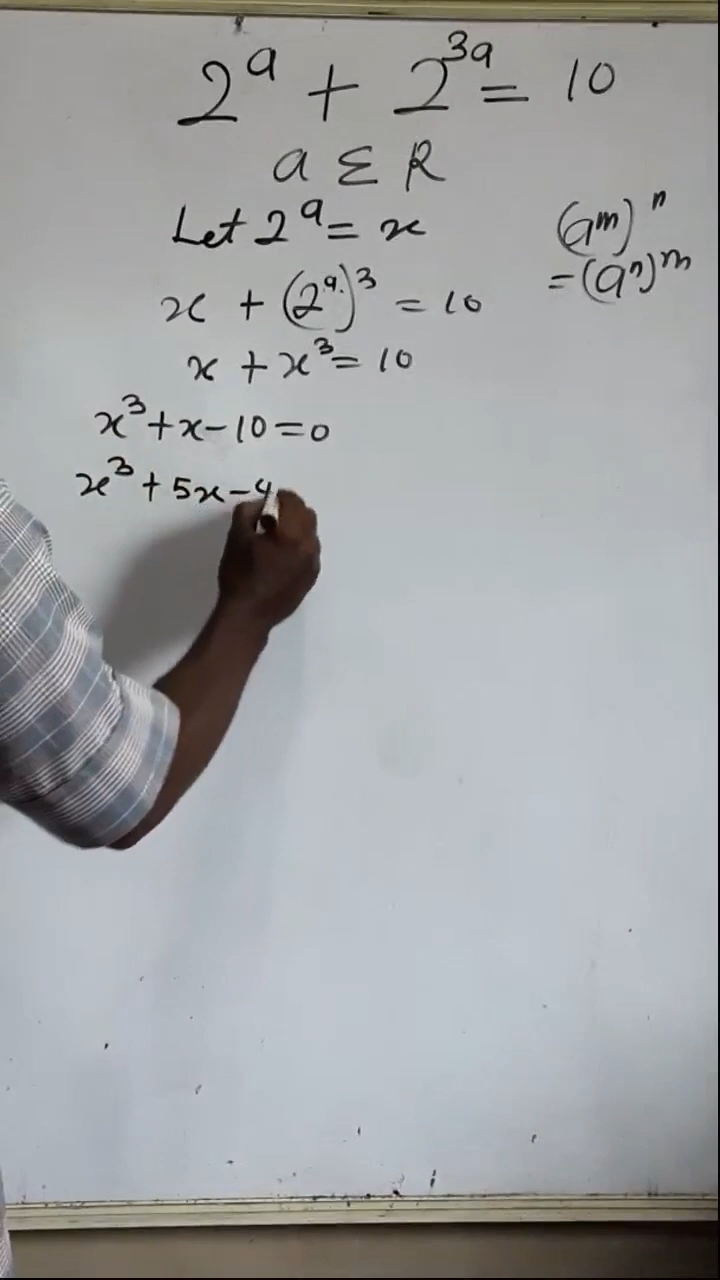 2^a + 2^3a = 10
a ∈ R
Let 2^a = x
(a^m)^n
= (a^n)^m
x + (2^a)^3 = 10
x + x^3 = 10
x^3 + x - 10 = 0
x^3 + 5x - 4